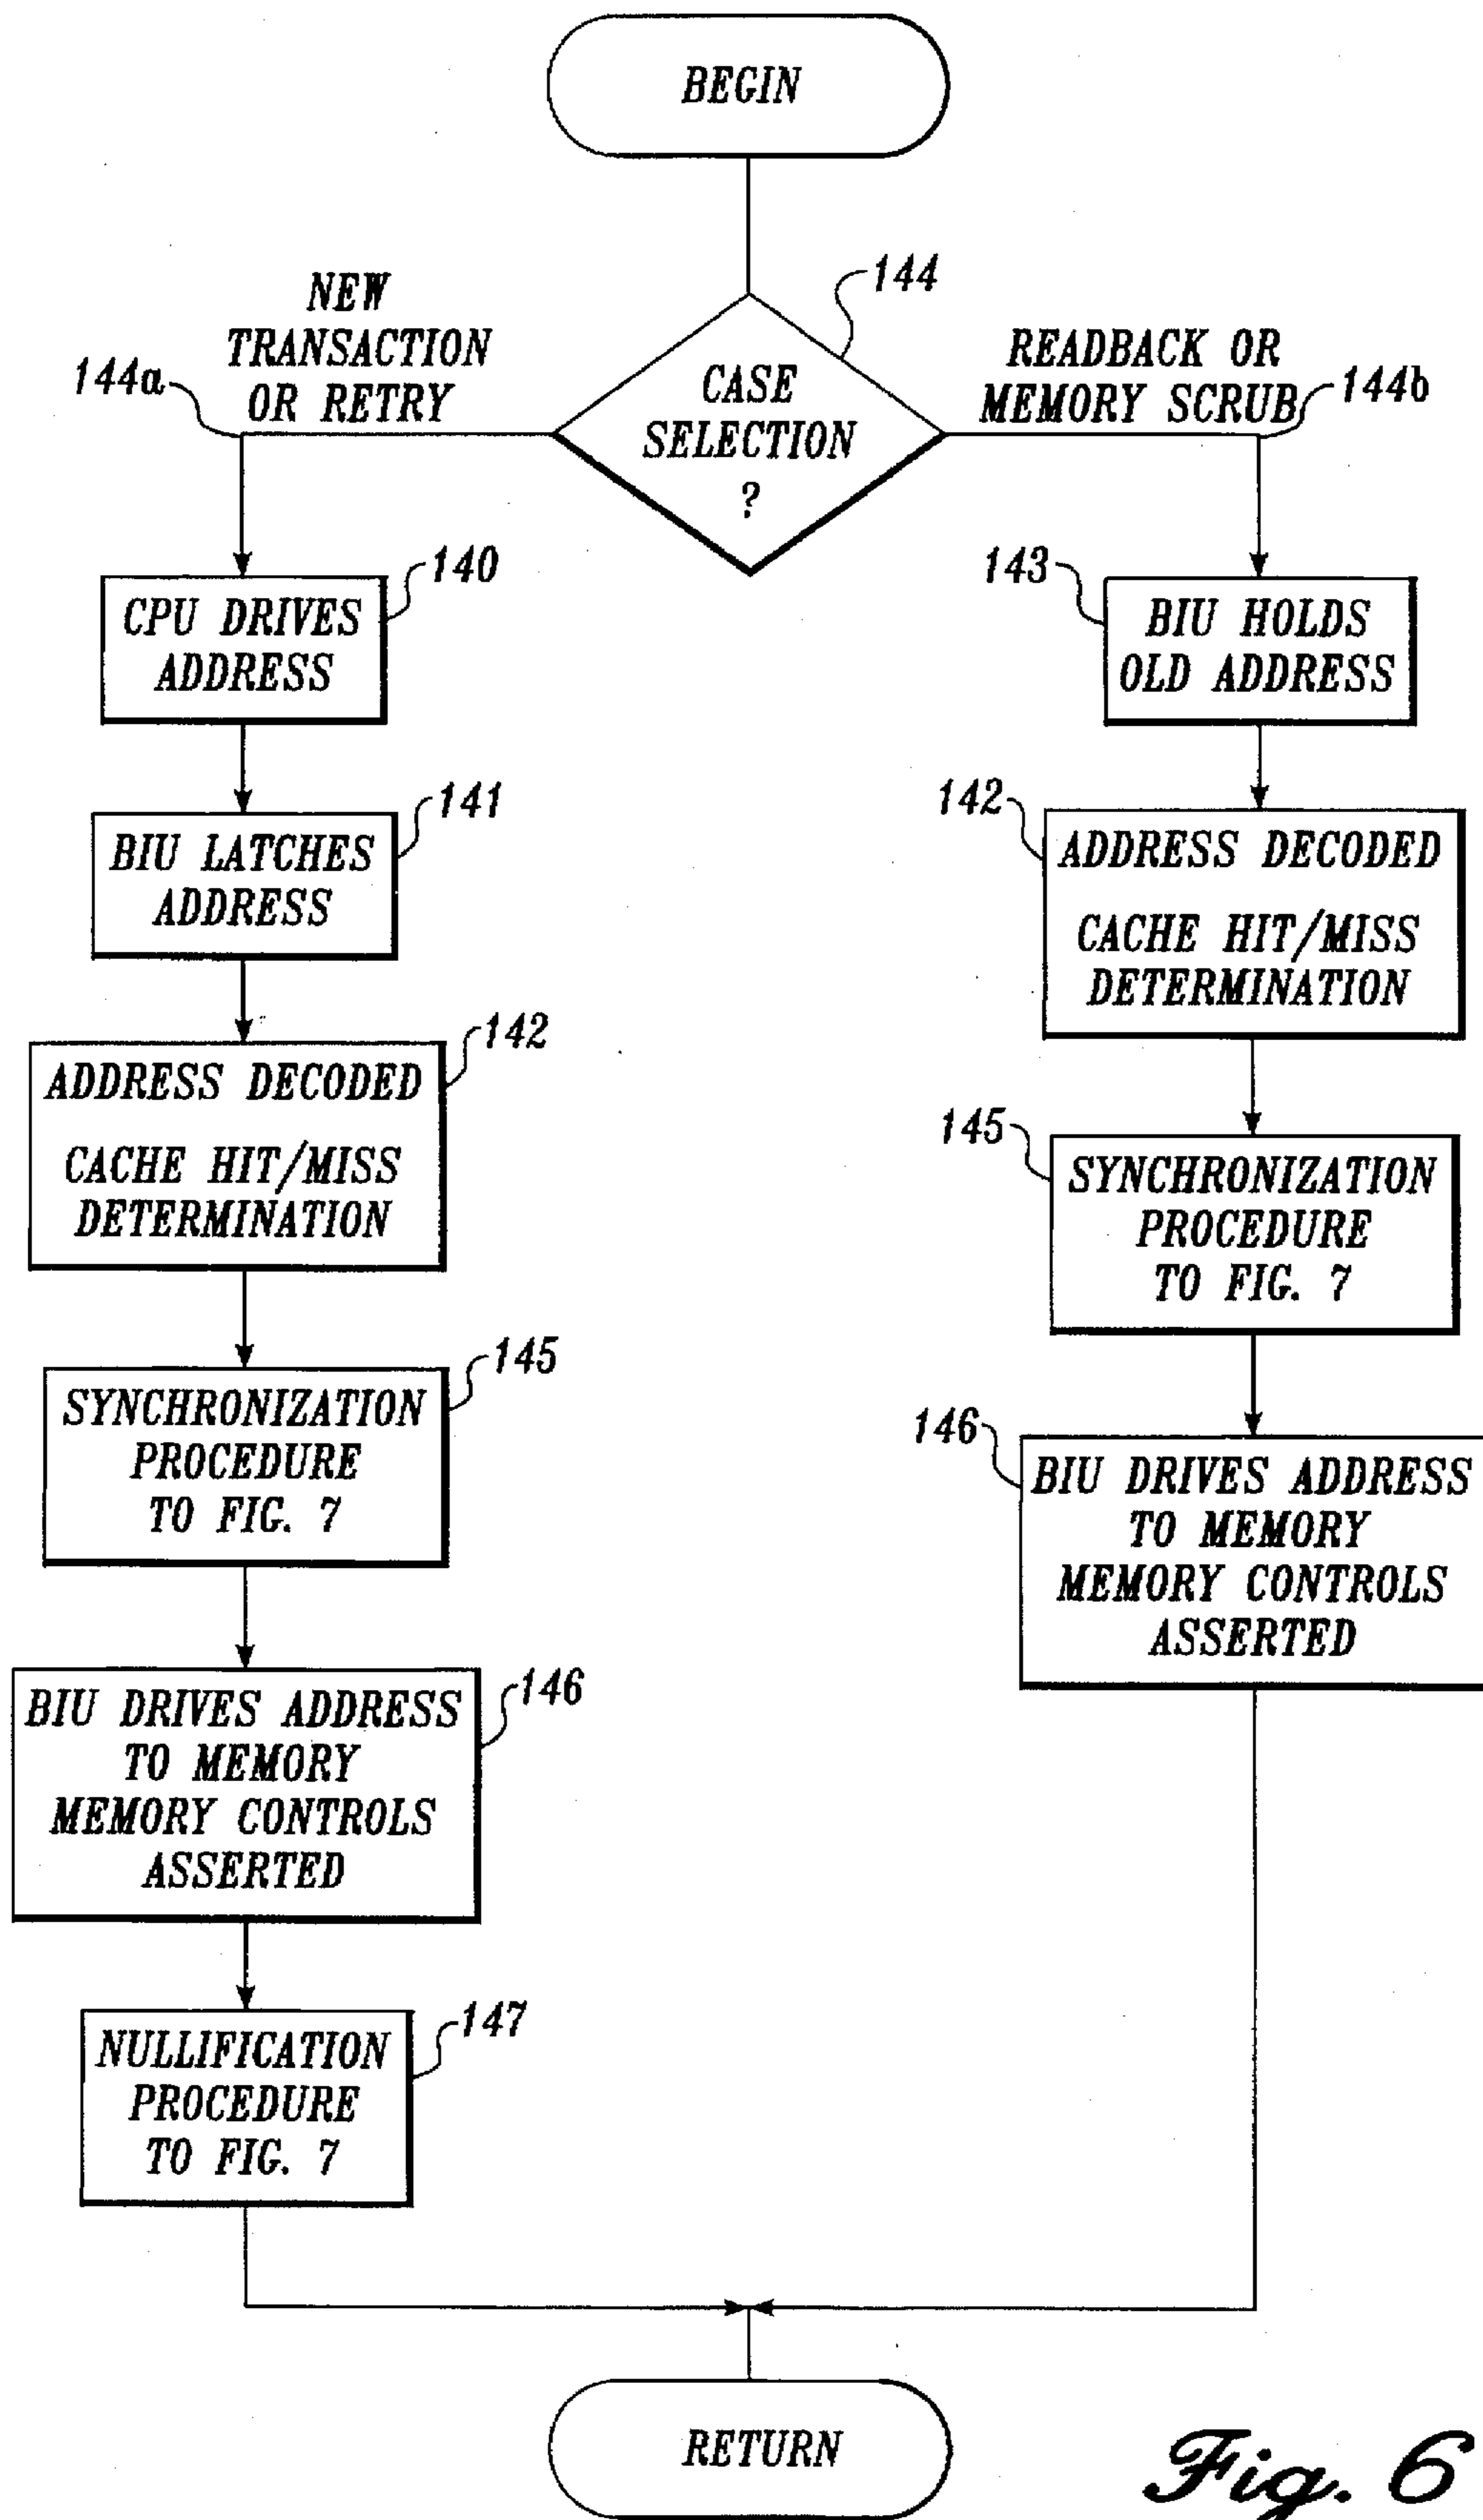 BEGIN
144
CASE
SELECTION
?
NEW
TRANSACTION
OR RETRY
144a
READBACK OR
MEMORY SCRUB
144b
140
CPU DRIVES
ADDRESS
141
BIU LATCHES
ADDRESS
142
ADDRESS DECODED
CACHE HIT/MISS
DETERMINATION
145
SYNCHRONIZATION
PROCEDURE
TO FIG. 7
146
BIU DRIVES ADDRESS
TO MEMORY
MEMORY CONTROLS
ASSERTED
147
NULLIFICATION
PROCEDURE
TO FIG. 7
143
BIU HOLDS
OLD ADDRESS
142
ADDRESS DECODED
CACHE HIT/MISS
DETERMINATION
145
SYNCHRONIZATION
PROCEDURE
TO FIG. 7
146
BIU DRIVES ADDRESS
TO MEMORY
MEMORY CONTROLS
ASSERTED
RETURN
Fig. 6